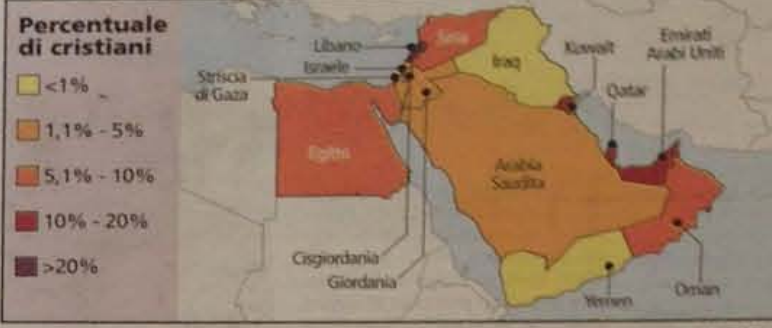 Percentuale
di cristiani
<1%
1,1% - 5%
5,1% - 10%
10% - 20%
>20%
Libano
Israele
Striscia
di Gaza
Siria
Iraq
Kuwait
Emirati
Arabi Uniti
Qatar
Egitto
Arabia
Saudita
Cisgiordania
Giordania
Yemen
Oman